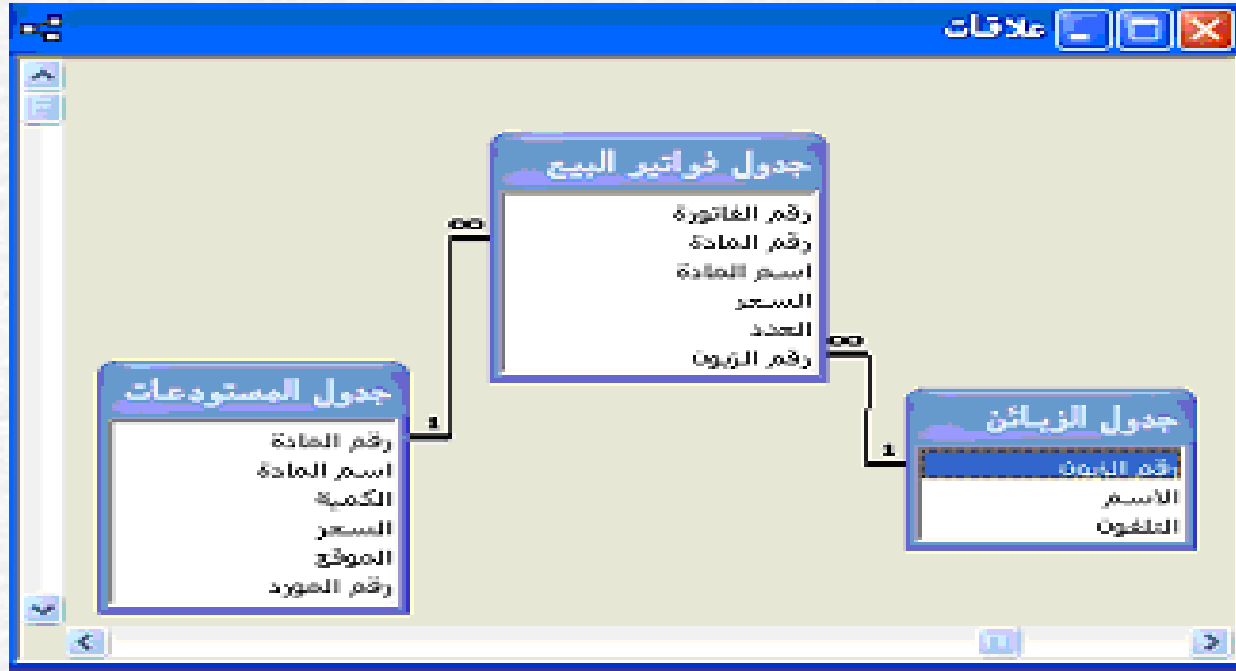 علاقات
جدول فواتير البيع
رقم الفاتورة
رقم المادة
اسم المادة
السعر
العدد
رقم الزبون
∞
∞
جدول المستودعات
رقم المادة
اسم المادة
الكمية
السعر
الموقع
رقم المورد
1
جدول الزبائن
رقم الزبون
الاسم
التلفون
1